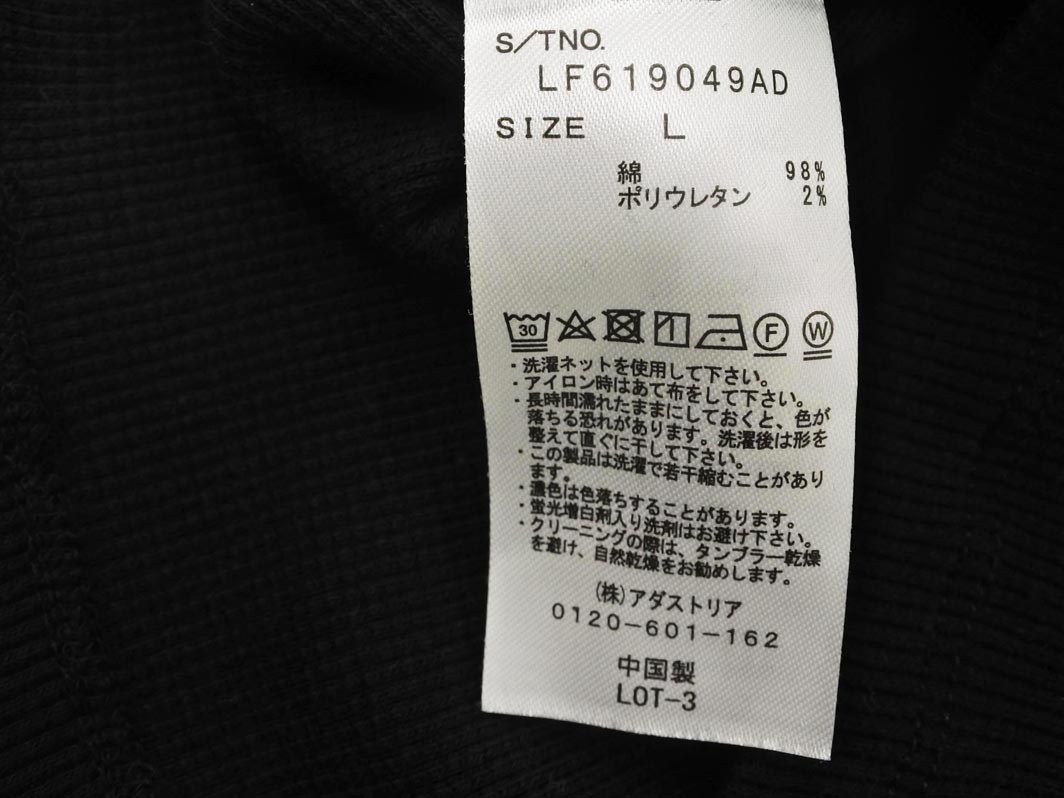 S/TNO.
LF619049AD
SIZE L
綿 98%
ポリウレタン 2%
30 F W
・洗濯ネットを使用して下さい。
・アイロン時はあて布をして下さい。
・長時間濡れたままにしておくと、色が
落ちる恐れがあります。洗濯後は形を
整えて直ぐに干して下さい。
・この製品は洗濯で若干縮むことがあり
ます。
・濃色は色落ちすることがあります。
・蛍光増白剤入り洗剤はお避け下さい。
・クリーニングの際は、タンブラー乾燥
を避け、自然乾燥をお勧めします。
(株)アダストリア
0120-601-162
中国製
LOT-3